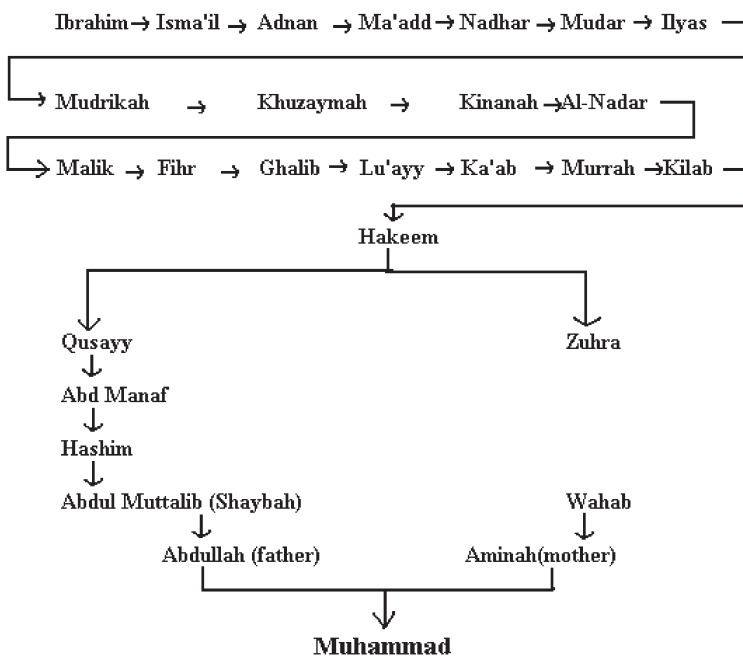 Ibrahim Isma'il Adnan Ma'add Nadhar Mudar Ilyas
Mudrikah Khuzaymah Kinanah Al-Nadar
Malik Fihr Ghalib Lu'ayy Ka'ab Murrah Kilab
Hakeem
Qusayy Zuhra
Abd Manaf
Hashim
Abdul Muttalib (Shaybah) Wahab
Abdullah (father) Aminah(mother)
Muhammad